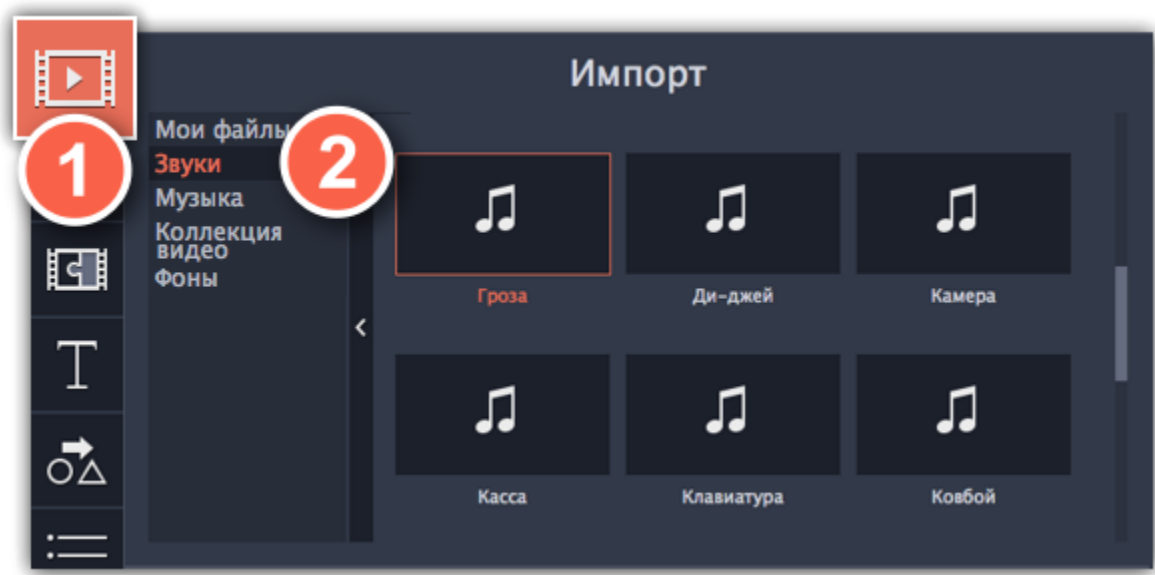 Импорт
1
Мои файлы
Звуки
2
Музыка
Коллекция
видео
Фоны
Гроза
Ди-джей
Камера
Касса
Клавиатура
Ковбой